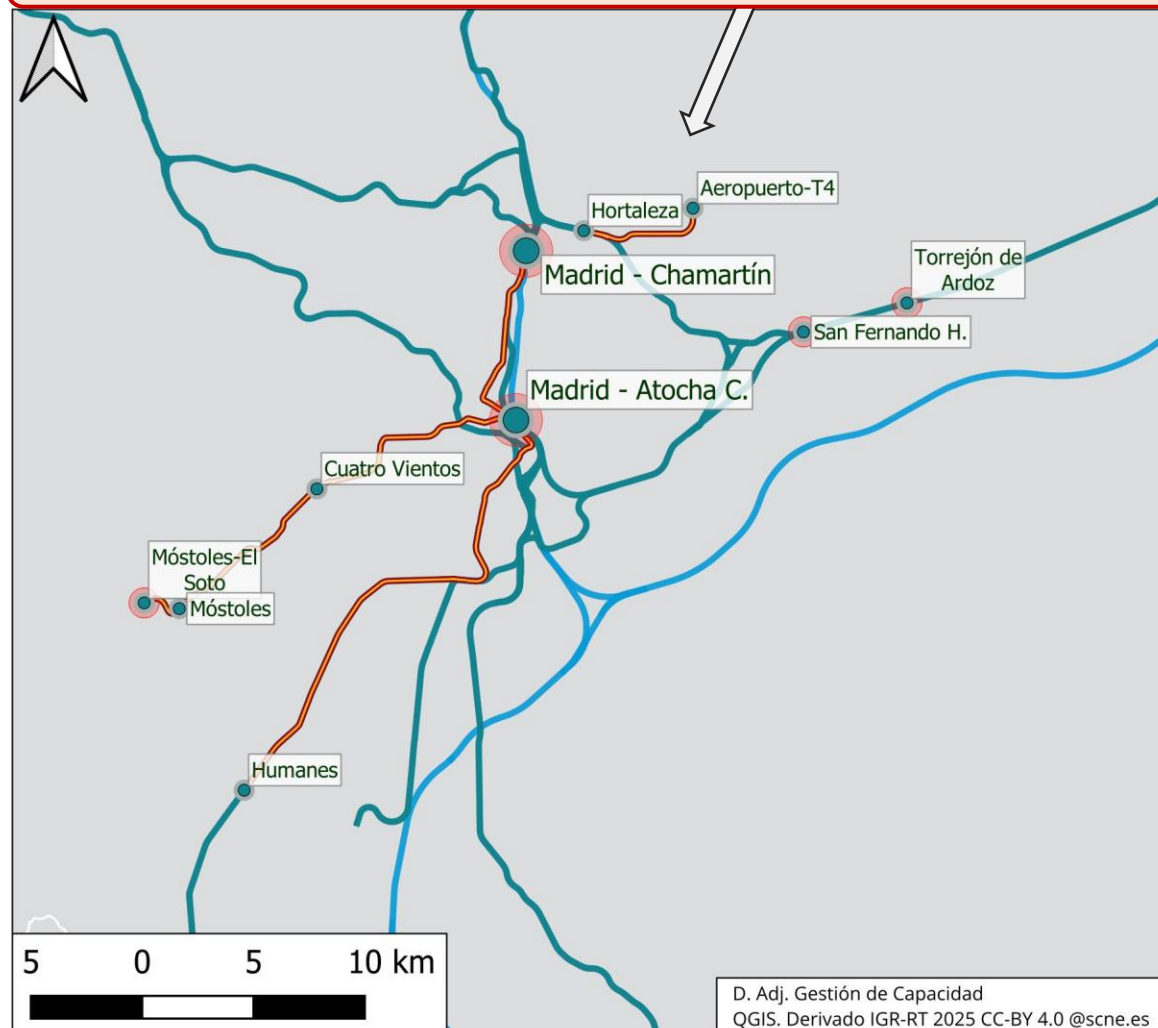 Aeropuerto-T4
Hortaleza
Torrejón de
Ardoz
Madrid - Chamartín
San Fernando H.
Madrid - Atocha C.
Cuatro Vientos
Móstoles-El
Soto
Móstoles
Humanes
5 0 5 10 km
D. Adj. Gestión de Capacidad
QGIS. Derivado IGR-RT 2025 CC-BY 4.0 @scne.es